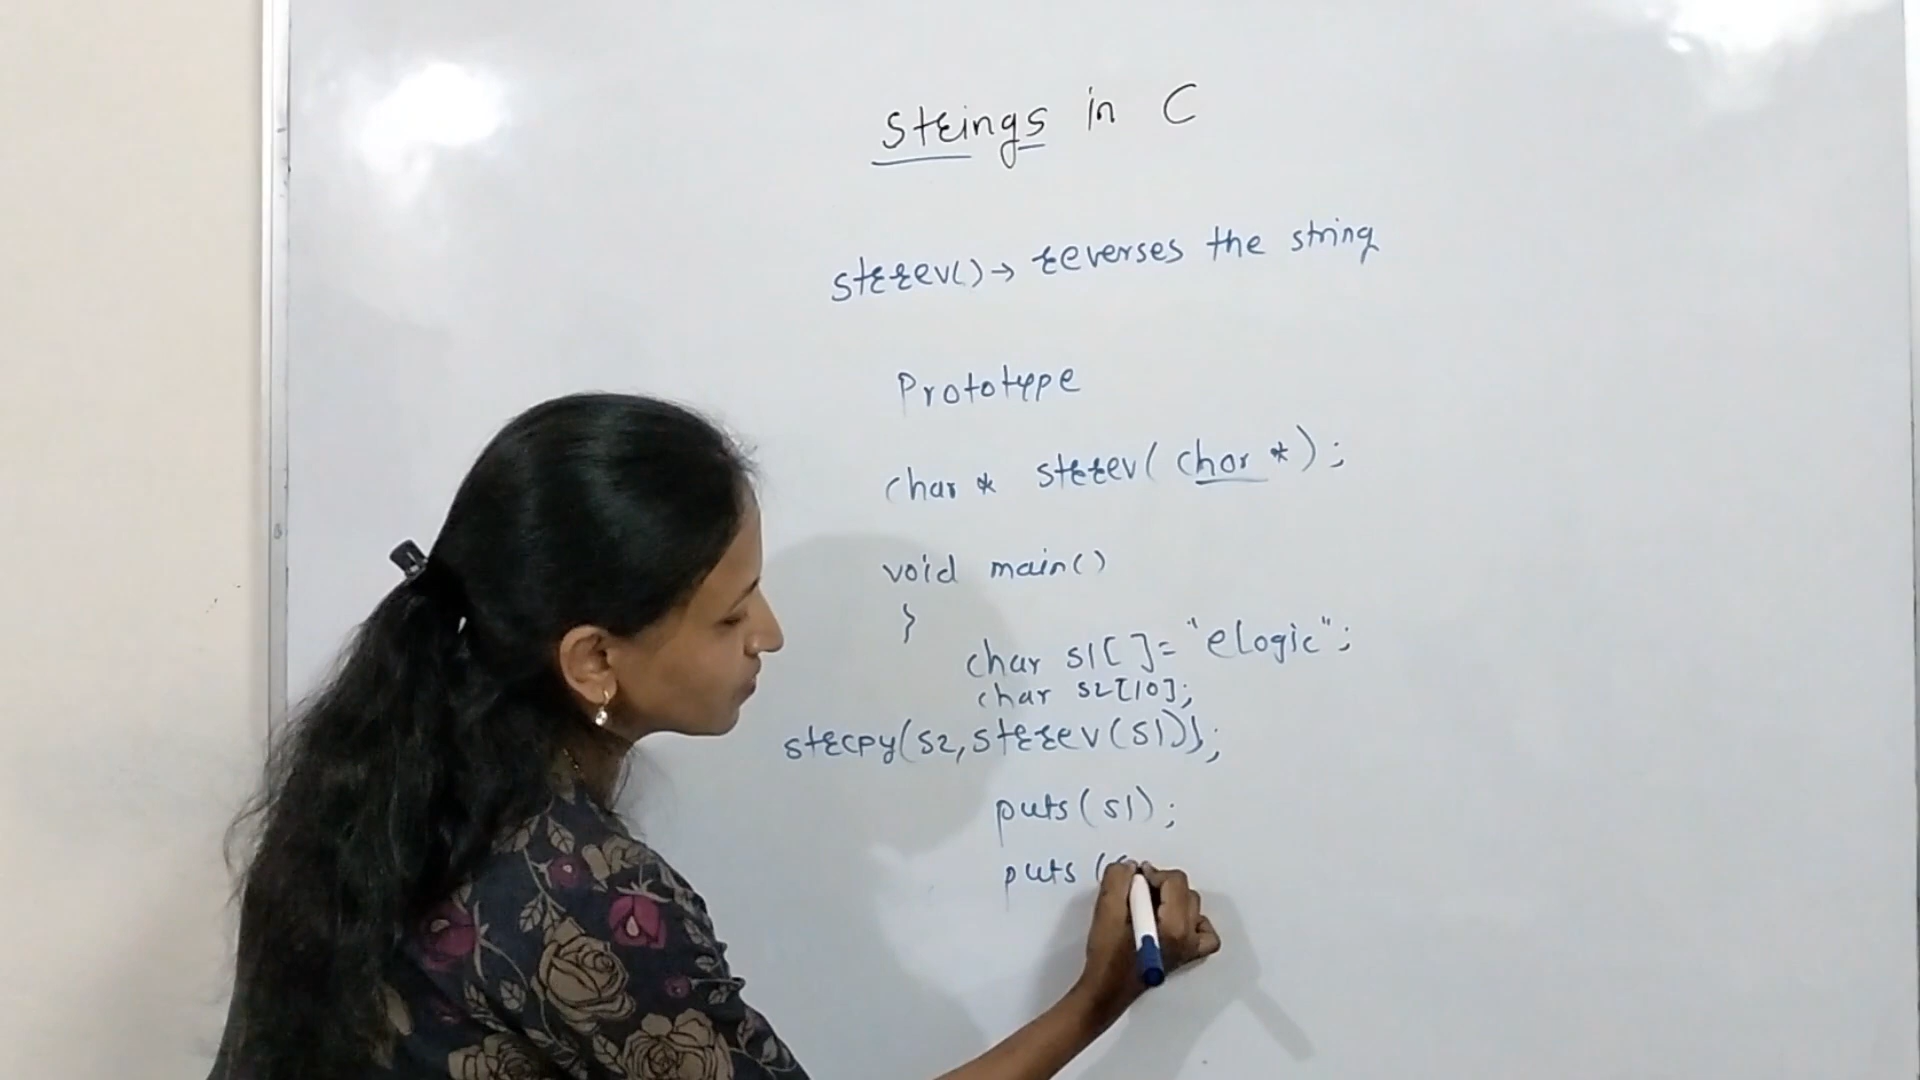 Strings in C
strrev() → reverses the string
Prototype
char * strrev( char * );
void main()
}
char s1[ ]= "eLogic";
char s2[10];
strcpy(s2,strrev(s1));
puts(s1);
puts (